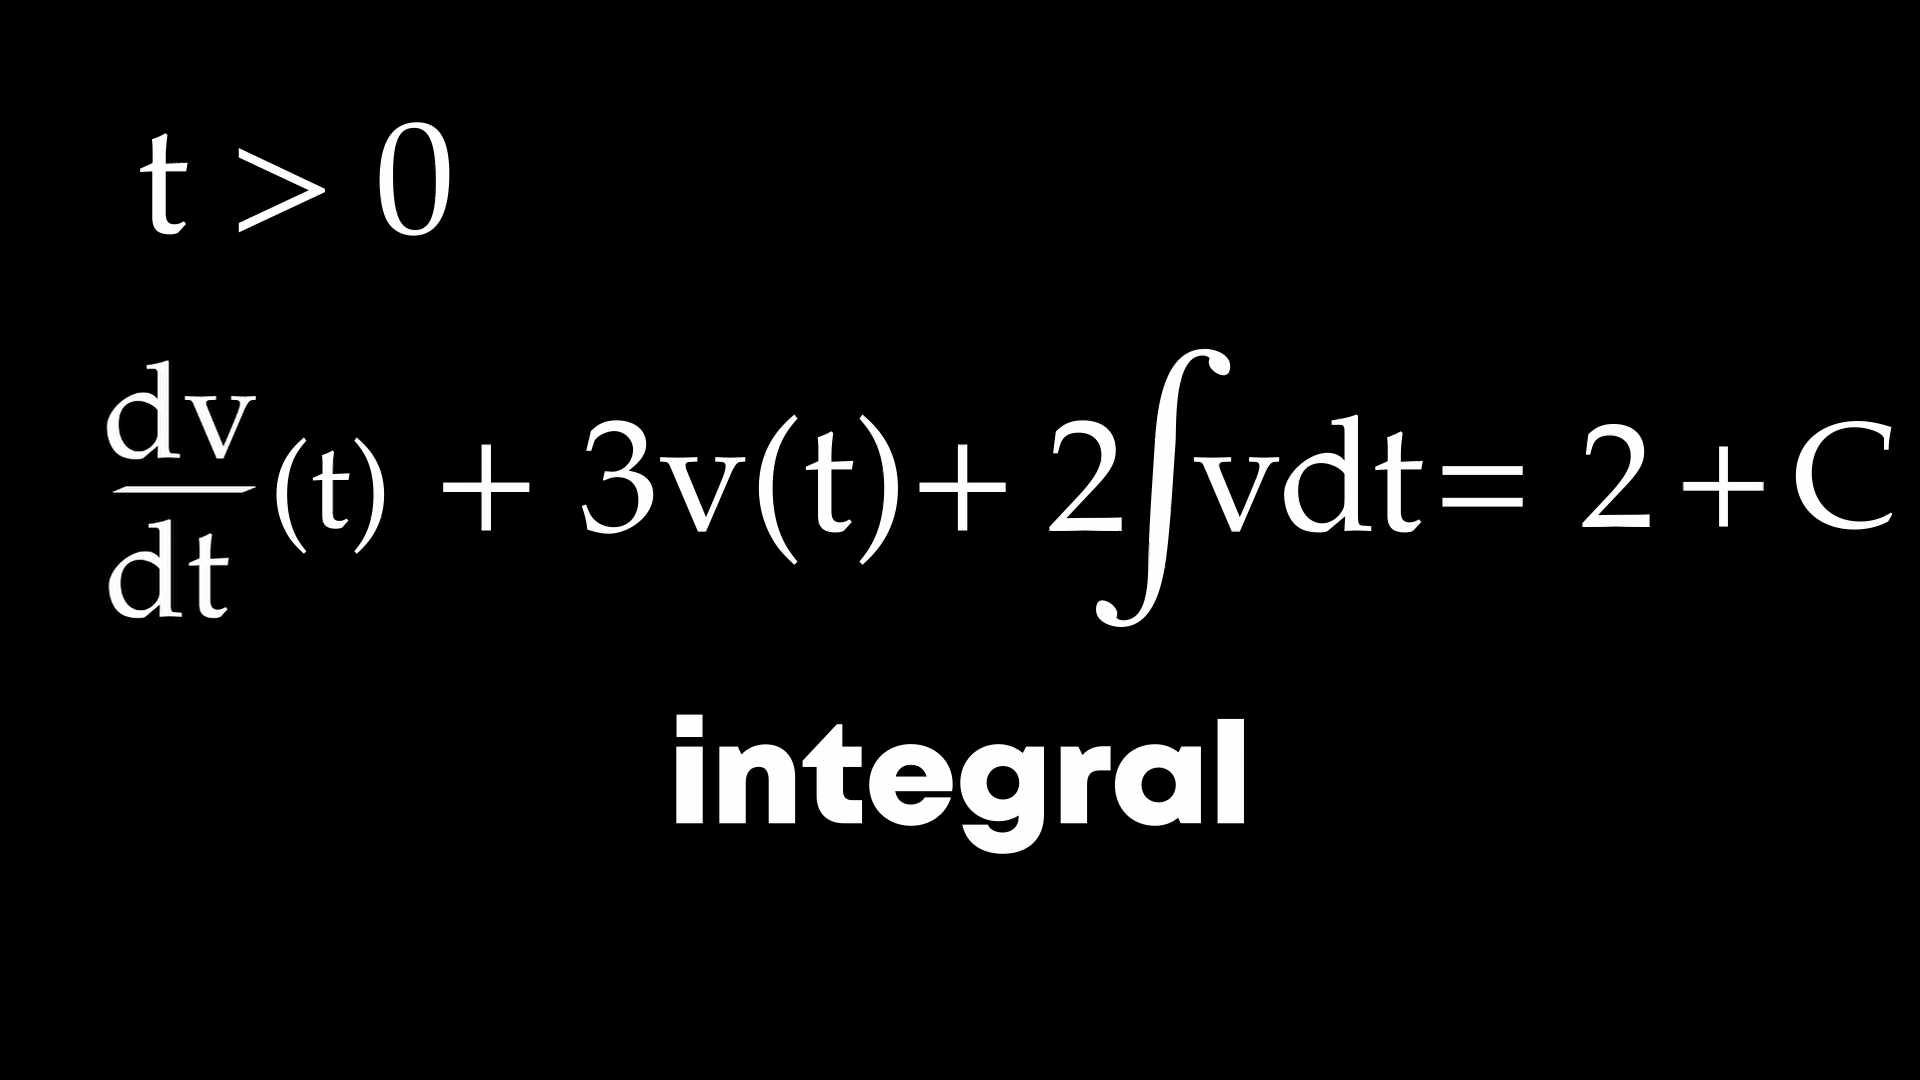 t > 0
dv/dt (t) + 3v(t) + 2∫vdt = 2 + C
integral